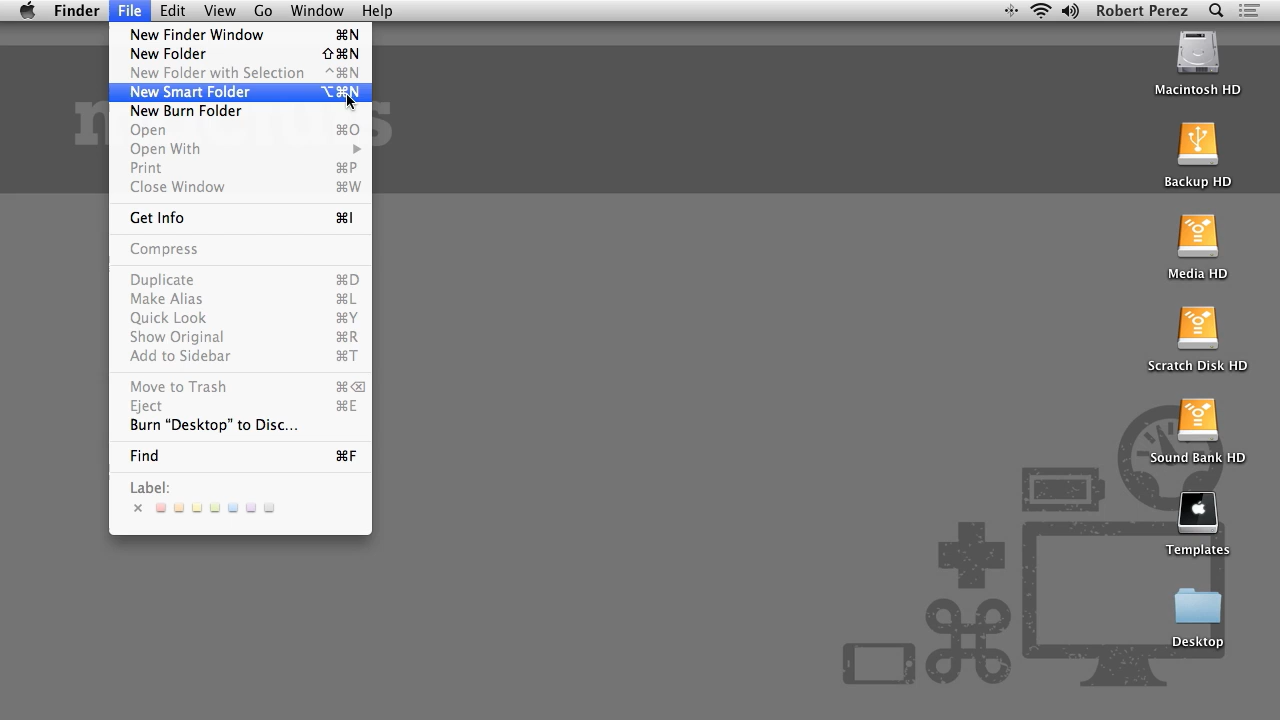 Finder File Edit View Go Window Help Robert Perez
New Finder Window ⌘N
New Folder ⇧⌘N
New Folder with Selection ^⌘N
New Smart Folder ⌥⌘N
New Burn Folder
Open ⌘O
Open With ▶
Print ⌘P
Close Window ⌘W
Get Info ⌘I
Compress
Duplicate ⌘D
Make Alias ⌘L
Quick Look ⌘Y
Show Original ⌘R
Add to Sidebar ⌘T
Move to Trash ⌘⌫
Eject ⌘E
Burn “Desktop” to Disc...
Find ⌘F
Label:
Macintosh HD
Backup HD
Media HD
Scratch Disk HD
Sound Bank HD
Templates
Desktop